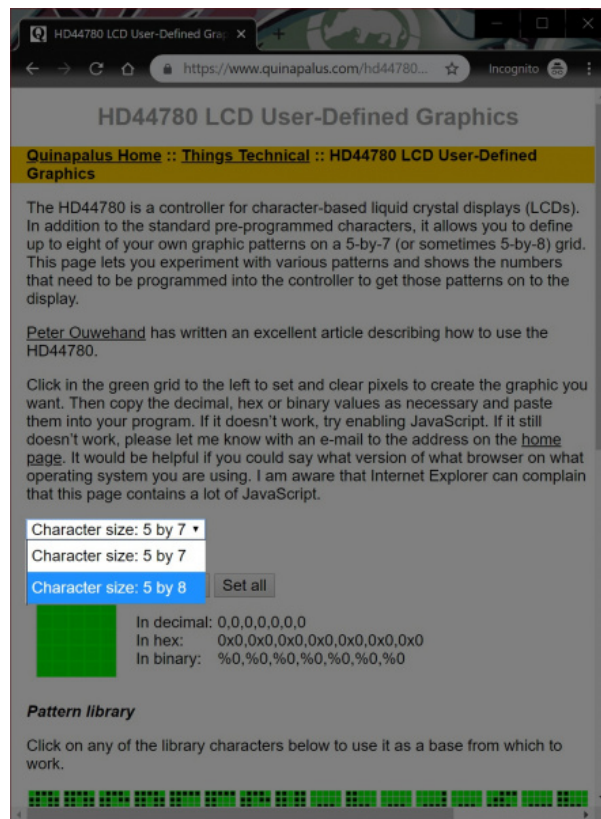 HD44780 LCD User-Defined Grap
https://www.quinapalus.com/hd44780...
Incognito
HD44780 LCD User-Defined Graphics
Quinapalus Home :: Things Technical :: HD44780 LCD User-Defined
Graphics
The HD44780 is a controller for character-based liquid crystal displays (LCDs).
In addition to the standard pre-programmed characters, it allows you to define
up to eight of your own graphic patterns on a 5-by-7 (or sometimes 5-by-8) grid.
This page lets you experiment with various patterns and shows the numbers
that need to be programmed into the controller to get those patterns on to the
display.
Peter Ouwehand has written an excellent article describing how to use the
HD44780.
Click in the green grid to the left to set and clear pixels to create the graphic you
want. Then copy the decimal, hex or binary values as necessary and paste
them into your program. If it doesn't work, try enabling JavaScript. If it still
doesn't work, please let me know with an e-mail to the address on the home
page. It would be helpful if you could say what version of what browser on what
operating system you are using. I am aware that Internet Explorer can complain
that this page contains a lot of JavaScript.
Character size: 5 by 7
Character size: 5 by 7
Character size: 5 by 8
Set all
In decimal: 0,0,0,0,0,0,0
In hex: 0x0,0x0,0x0,0x0,0x0,0x0,0x0
In binary: %0,%0,%0,%0,%0,%0,%0
Pattern library
Click on any of the library characters below to use it as a base from which to
work.